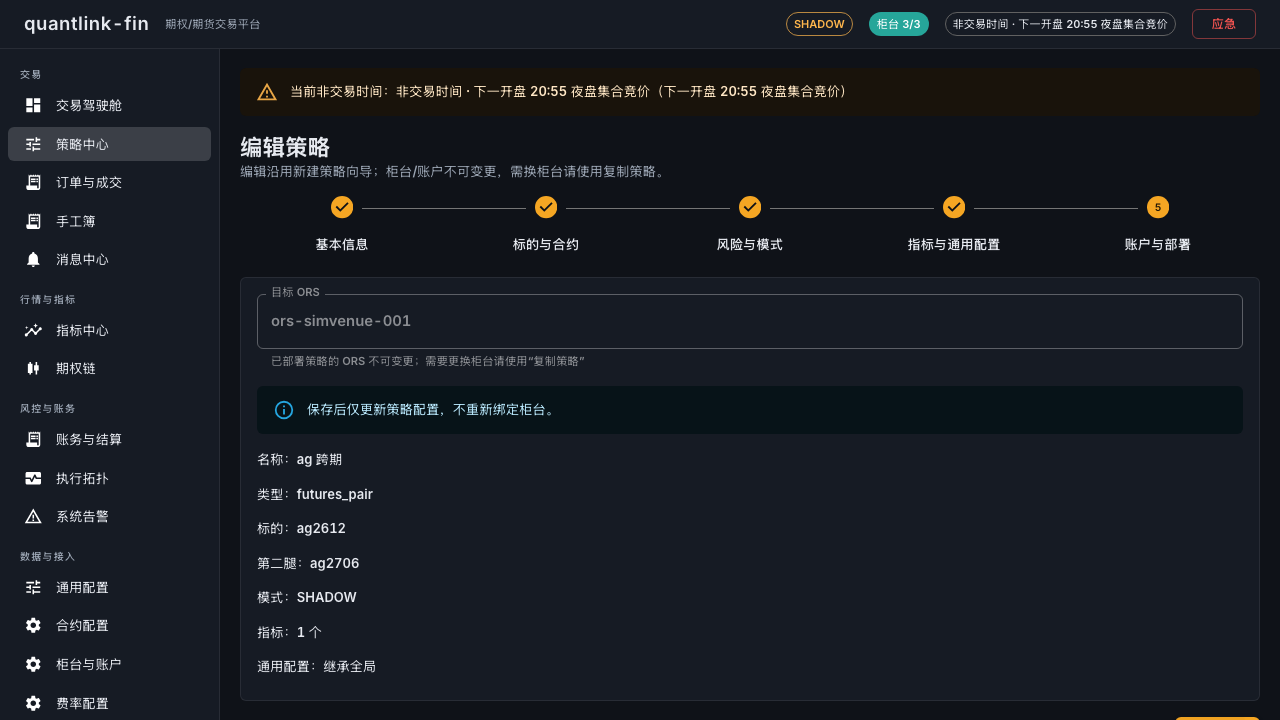 quantlink-fin
期权/期货交易平台
SHADOW
柜台 3/3
非交易时间 · 下一开盘 20:55 夜盘集合竞价
应急
交易
交易驾驶舱
策略中心
订单与成交
手工簿
消息中心
行情与指标
指标中心
期权链
风控与账务
账务与结算
执行拓扑
系统告警
数据与接入
通用配置
合约配置
柜台与账户
费率配置
当前非交易时间：非交易时间 · 下一开盘 20:55 夜盘集合竞价（下一开盘 20:55 夜盘集合竞价）
编辑策略
编辑沿用新建策略向导；柜台/账户不可变更，需换柜台请使用复制策略。
基本信息
标的与合约
风险与模式
指标与通用配置
5
账户与部署
目标 ORS
ors-simvenue-001
已部署策略的 ORS 不可变更；需要更换柜台请使用“复制策略”
保存后仅更新策略配置，不重新绑定柜台。
名称：ag 跨期
类型：futures_pair
标的：ag2612
第二腿：ag2706
模式：SHADOW
指标：1 个
通用配置：继承全局